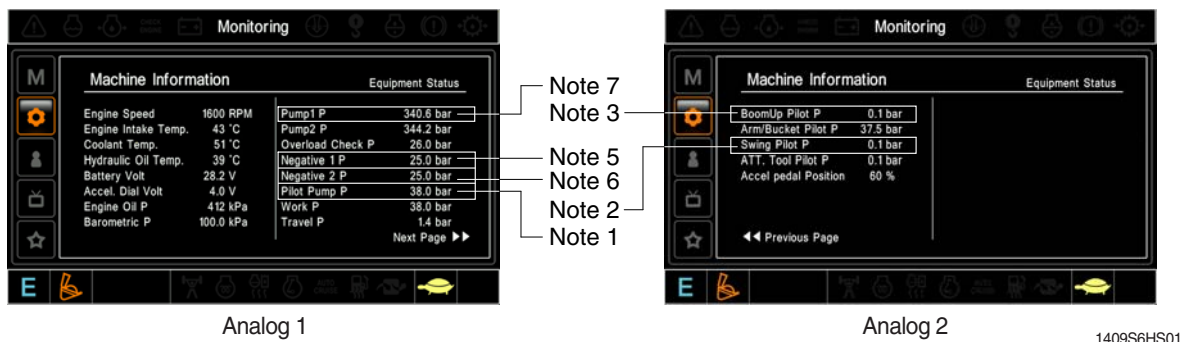 Monitoring
M
Machine Information
Equipment Status
Engine Speed 1600 RPM
Engine Intake Temp. 43 ˚C
Coolant Temp. 51 ˚C
Hydraulic Oil Temp. 39 ˚C
Battery Volt 28.2 V
Accel. Dial Volt 4.0 V
Engine Oil P 412 kPa
Barometric P 100.0 kPa
Pump1 P 340.6 bar
Pump2 P 344.2 bar
Overload Check P 26.0 bar
Negative 1 P 25.0 bar
Negative 2 P 25.0 bar
Pilot Pump P 38.0 bar
Work P 38.0 bar
Travel P 1.4 bar
Next Page ▶▶
E
Analog 1
Note 7
Note 3
Note 5
Note 6
Note 2
Note 1
Monitoring
M
Machine Information
Equipment Status
BoomUp Pilot P 0.1 bar
Arm/Bucket Pilot P 37.5 bar
Swing Pilot P 0.1 bar
ATT. Tool Pilot P 0.1 bar
Accel pedal Position 60 %
◀◀ Previous Page
E
Analog 2
1409S6HS01